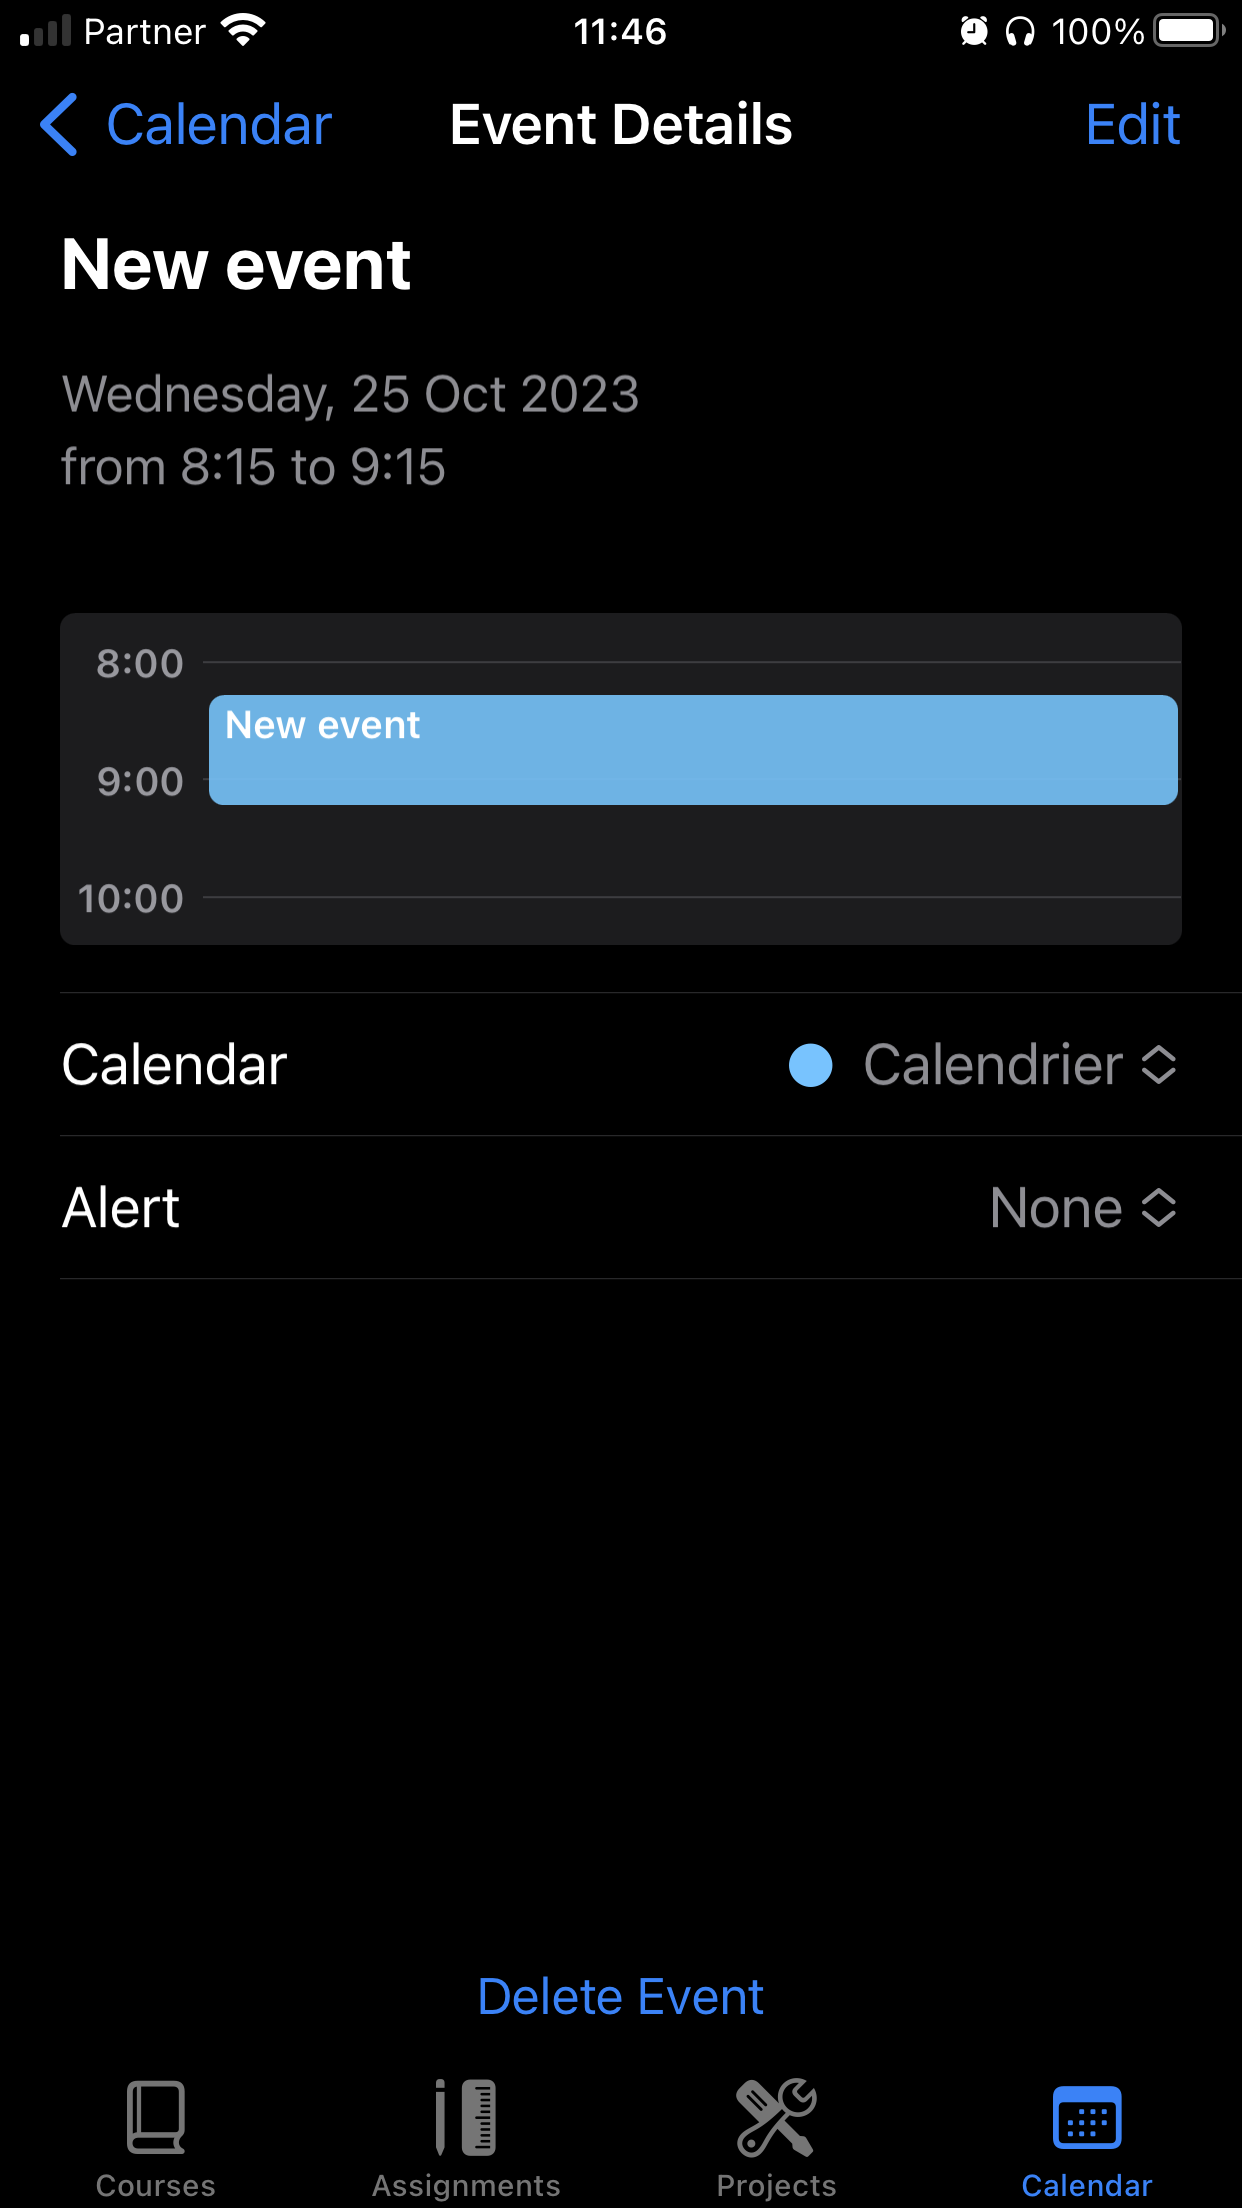 Partner 11:46 100%
Calendar Event Details Edit
New event
Wednesday, 25 Oct 2023
from 8:15 to 9:15
8:00
New event
9:00
10:00
Calendar Calendrier
Alert None
Delete Event
Courses Assignments Projects Calendar